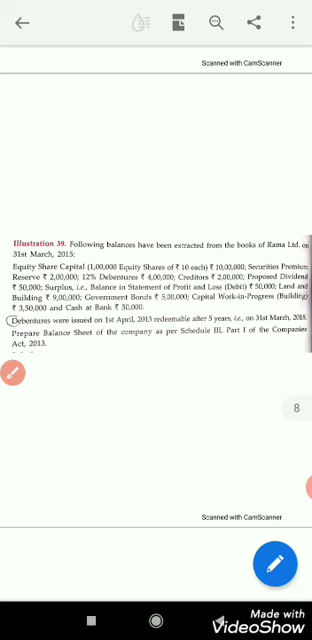 Scanned with CamScanner
Illustration 39. Following balances have been extracted from the books of Rama Ltd. on
31st March, 2015:
Equity Share Capital (1,00,000 Equity Shares of ₹ 10 each) ₹ 10,00,000; Securities Premium
Reserve ₹ 2,00,000; 12% Debentures ₹ 4,00,000; Creditors ₹ 2,00,000; Proposed Dividend
₹ 50,000; Surplus, i.e., Balance in Statement of Profit and Loss (Debit) ₹ 50,000; Land and
Building ₹ 9,00,000; Government Bonds ₹ 5,00,000; Capital Work-in-Progress (Building)
₹ 3,50,000 and Cash at Bank ₹ 50,000.
Debentures were issued on 1st April, 2013 redeemable after 5 years, i.e., on 31st March, 2018.
Prepare Balance Sheet of the company as per Schedule III, Part I of the Companies
Act, 2013.
8
Scanned with CamScanner
Made with
VideoShow